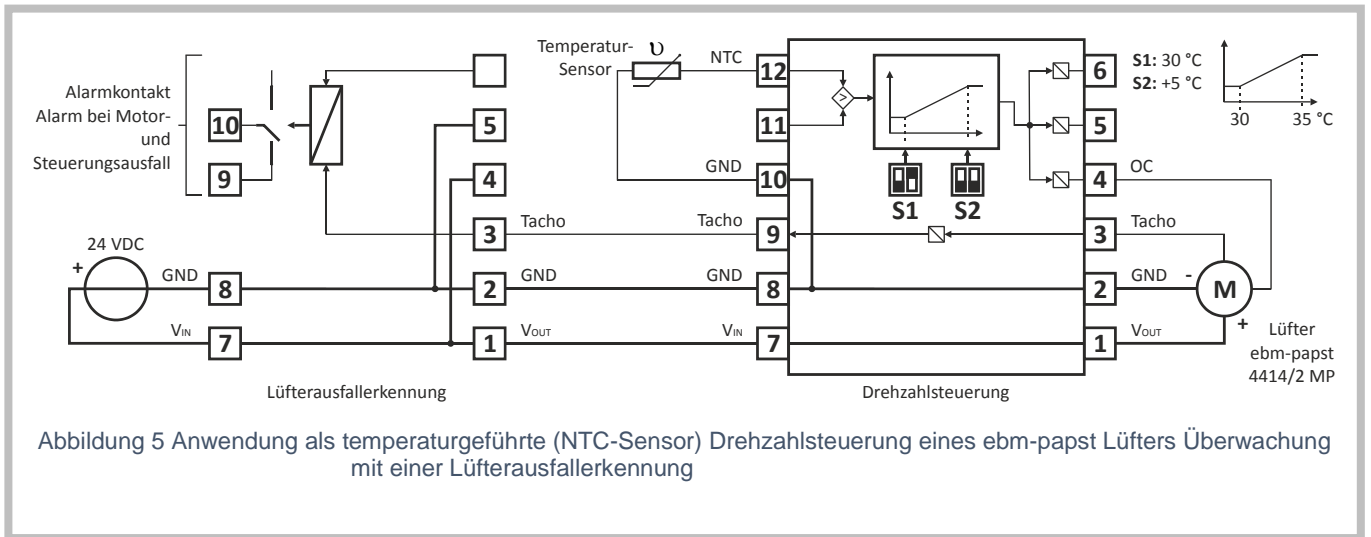 Alarmkontakt
Alarm bei Motor-
und
Steuerungsausfall
10
9
5
4
3
Tacho
24 VDC
+
GND
8
2
GND
VIN
7
1
VOUT
Lüfterausfallerkennung
Temperatur-
Sensor
υ
NTC
12
11
GND
10
Tacho
9
GND
8
VIN
7
>
S1
S2
Drehzahlsteuerung
6
5
4
OC
3
Tacho
2
GND
-
M
+
1
VOUT
Lüfter
ebm-papst
4414/2 MP
S1: 30 °C
S2: +5 °C
30
35 °C
Abbildung 5 Anwendung als temperaturgeführte (NTC-Sensor) Drehzahlsteuerung eines ebm-papst Lüfters Überwachung
mit einer Lüfterausfallerkennung